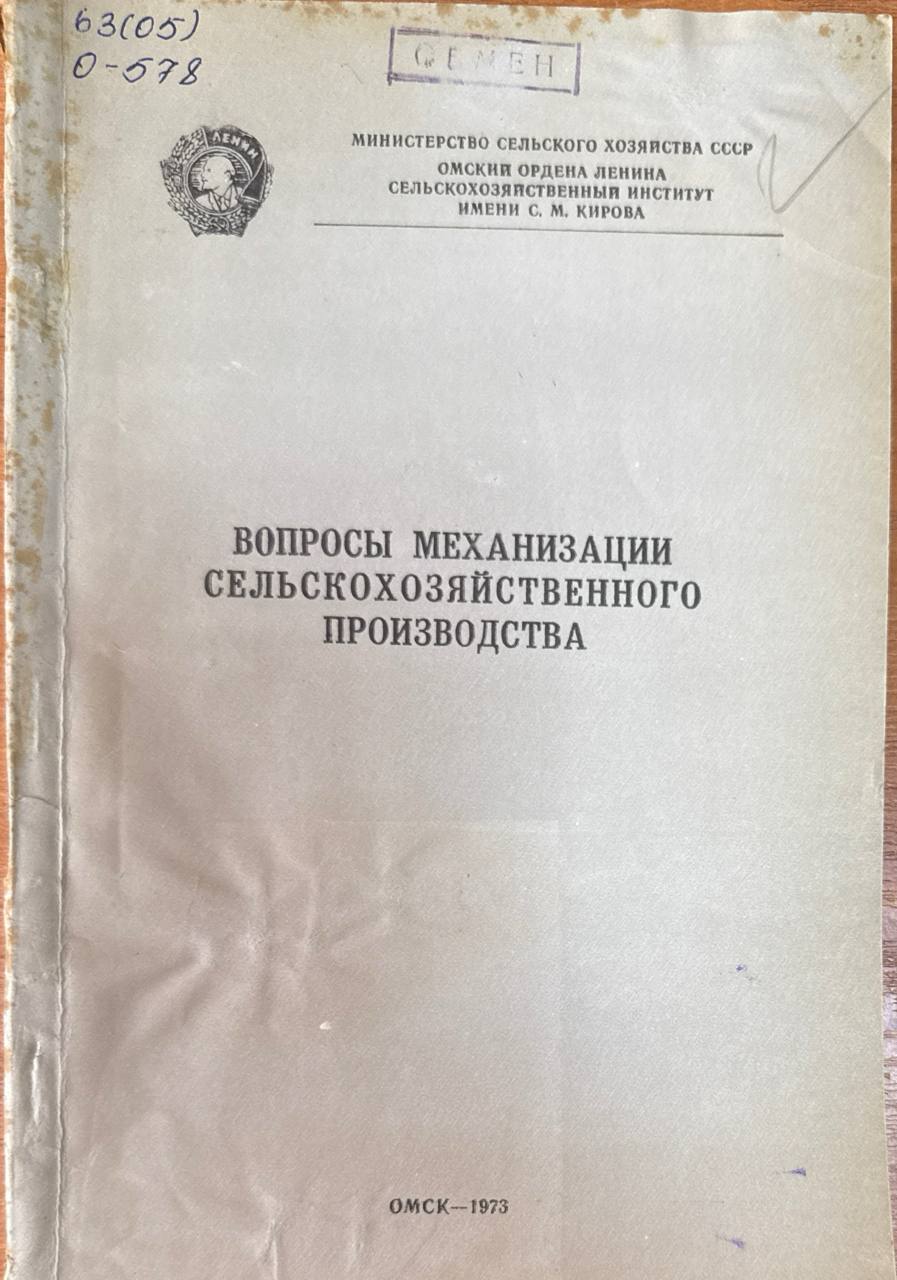 63(05)
О-578
ОБМЕН
ЛЕНИН
МИНИСТЕРСТВО СЕЛЬСКОГО ХОЗЯЙСТВА СССР
ОМСКИЙ ОРДЕНА ЛЕНИНА
СЕЛЬСКОХОЗЯЙСТВЕННЫЙ ИНСТИТУТ
ИМЕНИ С. М. КИРОВА
ВОПРОСЫ МЕХАНИЗАЦИИ
СЕЛЬСКОХОЗЯЙСТВЕННОГО
ПРОИЗВОДСТВА
ОМСК—1973